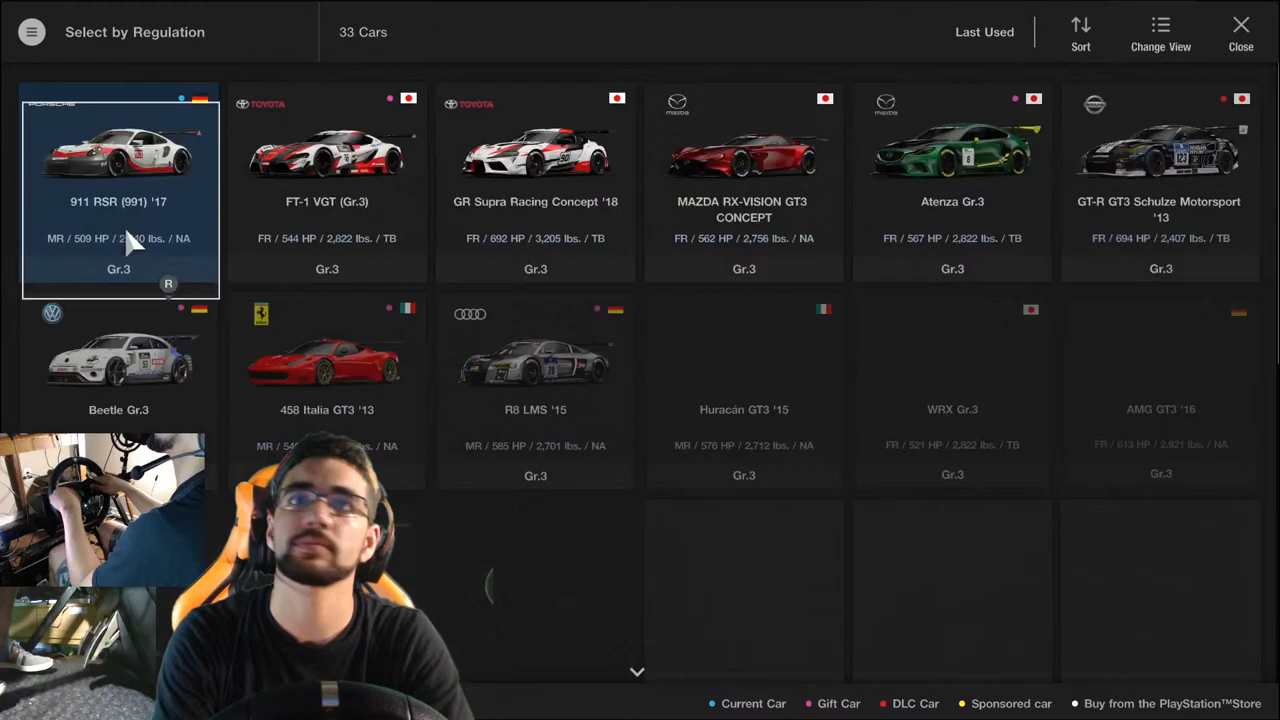 Select by Regulation
33 Cars
Last Used
Sort
Change View
Close
PORSCHE
TOYOTA
TOYOTA
mazda
mazda
911 RSR (991) '17
FT-1 VGT (Gr.3)
GR Supra Racing Concept '18
MAZDA RX-VISION GT3
CONCEPT
Atenza Gr.3
GT-R GT3 Schulze Motorsport
'13
MR / 509 HP / Lbs. / NA
FR / 544 HP / 2,822 Lbs. / TB
FR / 692 HP / 3,205 Lbs. / TB
FR / 562 HP / 2,756 Lbs. / NA
FR / 567 HP / 2,822 Lbs. / TB
FR / 694 HP / 2,407 Lbs. / TB
Gr.3
Gr.3
Gr.3
Gr.3
Gr.3
Gr.3
R
Beetle Gr.3
458 Italia GT3 '13
R8 LMS '15
Huracán GT3 '15
WRX Gr.3
AMG GT3 '16
MR / Lbs. / NA
MR / 585 HP / 2,701 Lbs. / NA
MR / 576 HP / 2,712 Lbs. / NA
FR / 521 HP / 2,822 Lbs. / TB
FR / 613 HP / 2,921 Lbs. / NA
Gr.3
Gr.3
Gr.3
Gr.3
Current Car
Gift Car
DLC Car
Sponsored car
Buy from the PlayStation™Store